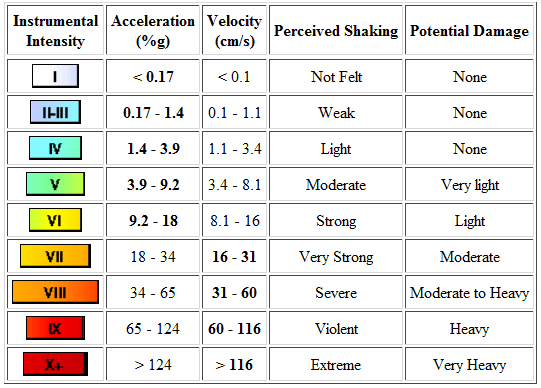 Instrumental Intensity Acceleration (%g) Velocity (cm/s) Perceived Shaking Potential Damage
I < 0.17 < 0.1 Not Felt None
II-III 0.17 - 1.4 0.1 - 1.1 Weak None
IV 1.4 - 3.9 1.1 - 3.4 Light None
V 3.9 - 9.2 3.4 - 8.1 Moderate Very light
VI 9.2 - 18 8.1 - 16 Strong Light
VII 18 - 34 16 - 31 Very Strong Moderate
VIII 34 - 65 31 - 60 Severe Moderate to Heavy
IX 65 - 124 60 - 116 Violent Heavy
X+ > 124 > 116 Extreme Very Heavy